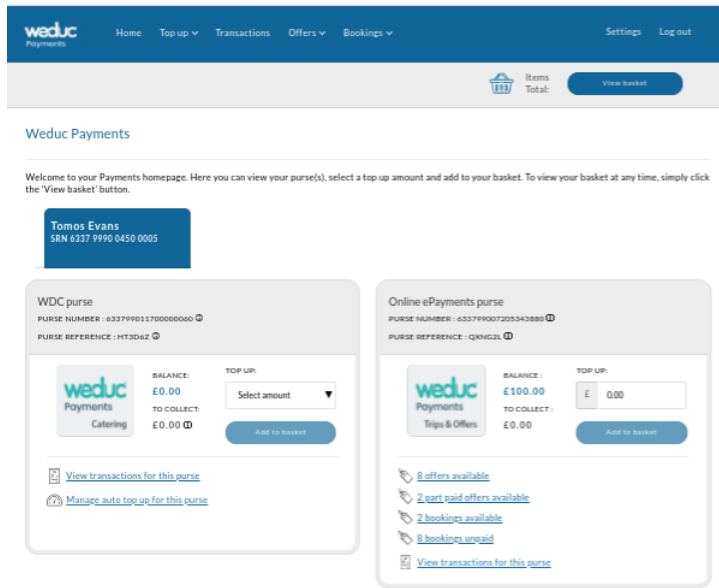 weduc
Payments
Home Top up Transactions Offers Bookings Settings Log out
Items
Total:
View basket
Weduc Payments
Welcome to your Payments homepage. Here you can view your purse(s), select a top up amount and add to your basket. To view your basket at any time, simply click
the 'View basket' button.
Tomos Evans
SRN 6337 9990 0450 0005
WDC purse
PURSE NUMBER : 633799011700000060
PURSE REFERENCE : HT3D6Z
weduc
Payments
Catering
BALANCE:
£0.00
TO COLLECT:
£0.00
TOP UP:
Select amount
Add to basket
View transactions for this purse
Manage auto top up for this purse
Online ePayments purse
PURSE NUMBER : 633799007205343880
PURSE REFERENCE : QKNG2L
weduc
Payments
Trips & Offers
BALANCE :
£100.00
TO COLLECT :
£0.00
TOP UP:
£ 0.00
Add to basket
8 offers available
2 part paid offers available
2 bookings available
8 bookings unpaid
View transactions for this purse